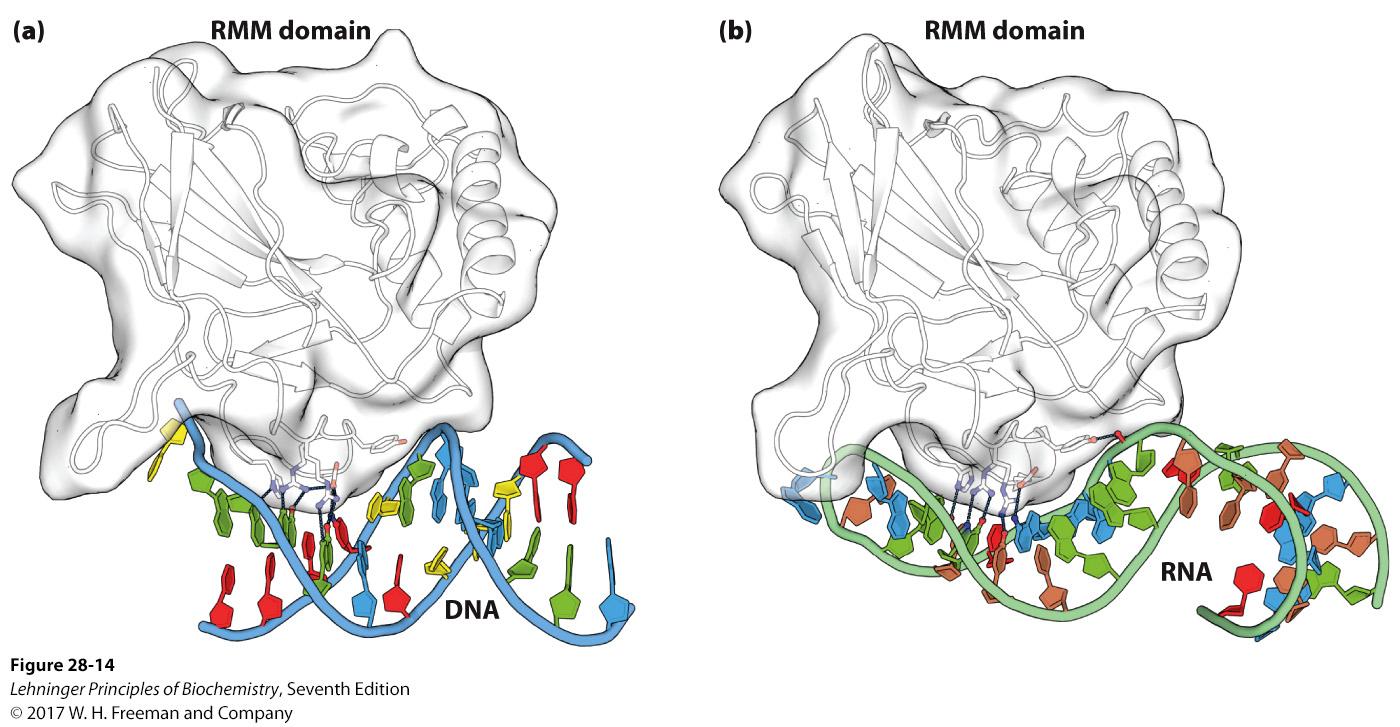 (a)
RMM domain
(b)
RMM domain
DNA
RNA
Figure 28-14
Lehninger Principles of Biochemistry, Seventh Edition
© 2017 W. H. Freeman and Company